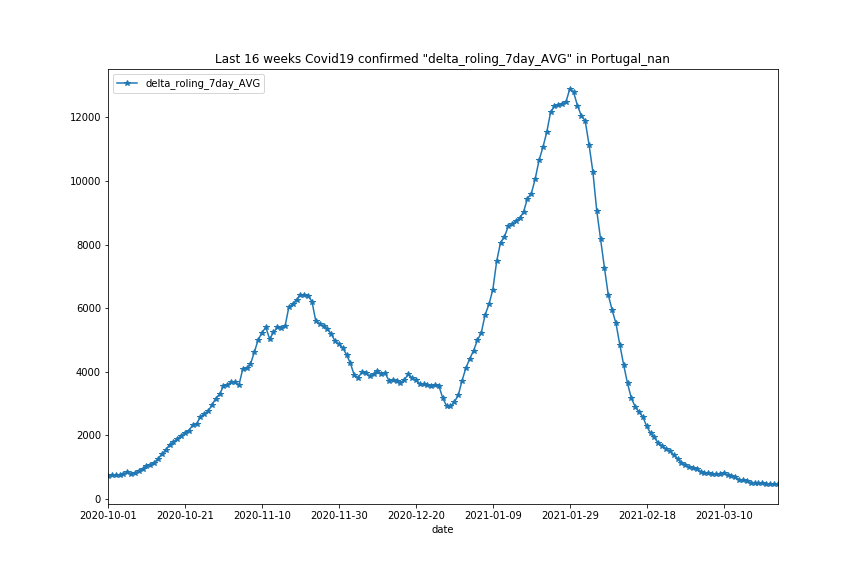 Last 16 weeks Covid19 confirmed "delta_roling_7day_AVG" in Portugal_nan
delta_roling_7day_AVG
12000
10000
8000
6000
4000
2000
0
2020-10-01 2020-10-21 2020-11-10 2020-11-30 2020-12-20 2021-01-09 2021-01-29 2021-02-18 2021-03-10
date